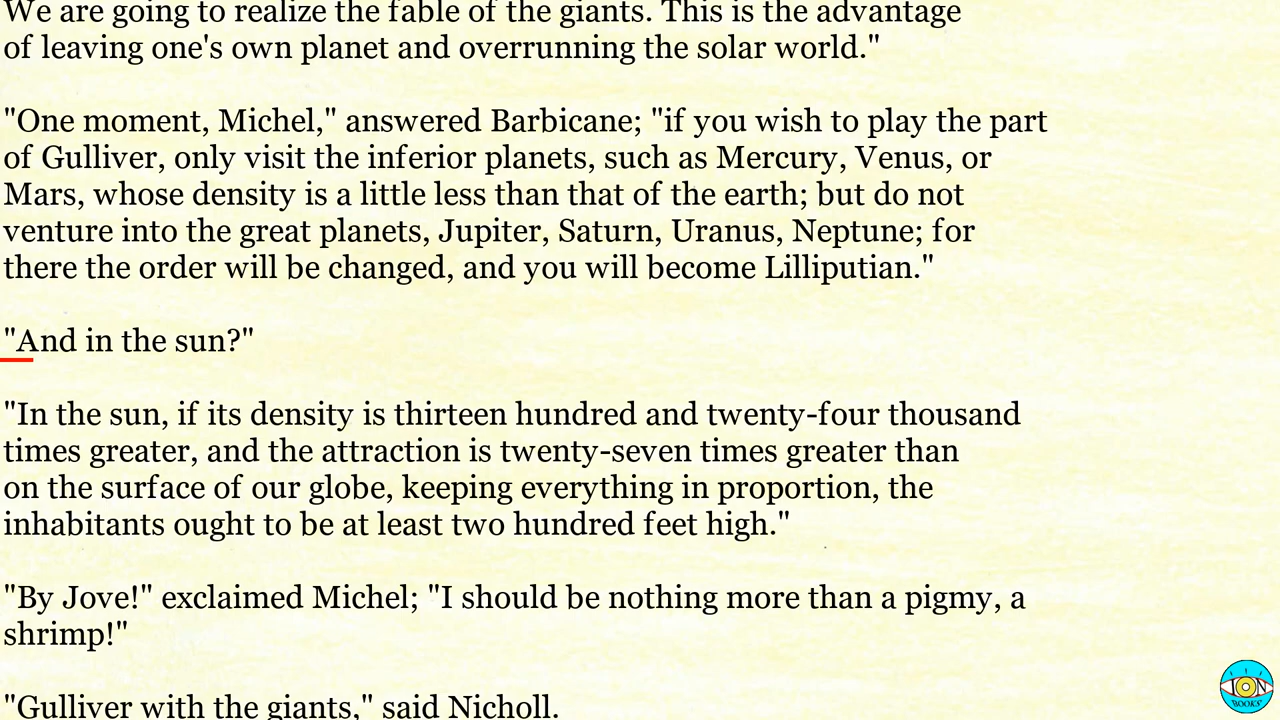 We are going to realize the fable of the giants. This is the advantage
of leaving one's own planet and overrunning the solar world."
"One moment, Michel," answered Barbicane; "if you wish to play the part
of Gulliver, only visit the inferior planets, such as Mercury, Venus, or
Mars, whose density is a little less than that of the earth; but do not
venture into the great planets, Jupiter, Saturn, Uranus, Neptune; for
there the order will be changed, and you will become Lilliputian."
"And in the sun?"
"In the sun, if its density is thirteen hundred and twenty-four thousand
times greater, and the attraction is twenty-seven times greater than
on the surface of our globe, keeping everything in proportion, the
inhabitants ought to be at least two hundred feet high."
"By Jove!" exclaimed Michel; "I should be nothing more than a pigmy, a
shrimp!"
"Gulliver with the giants," said Nicholl.
ION
BOOKS